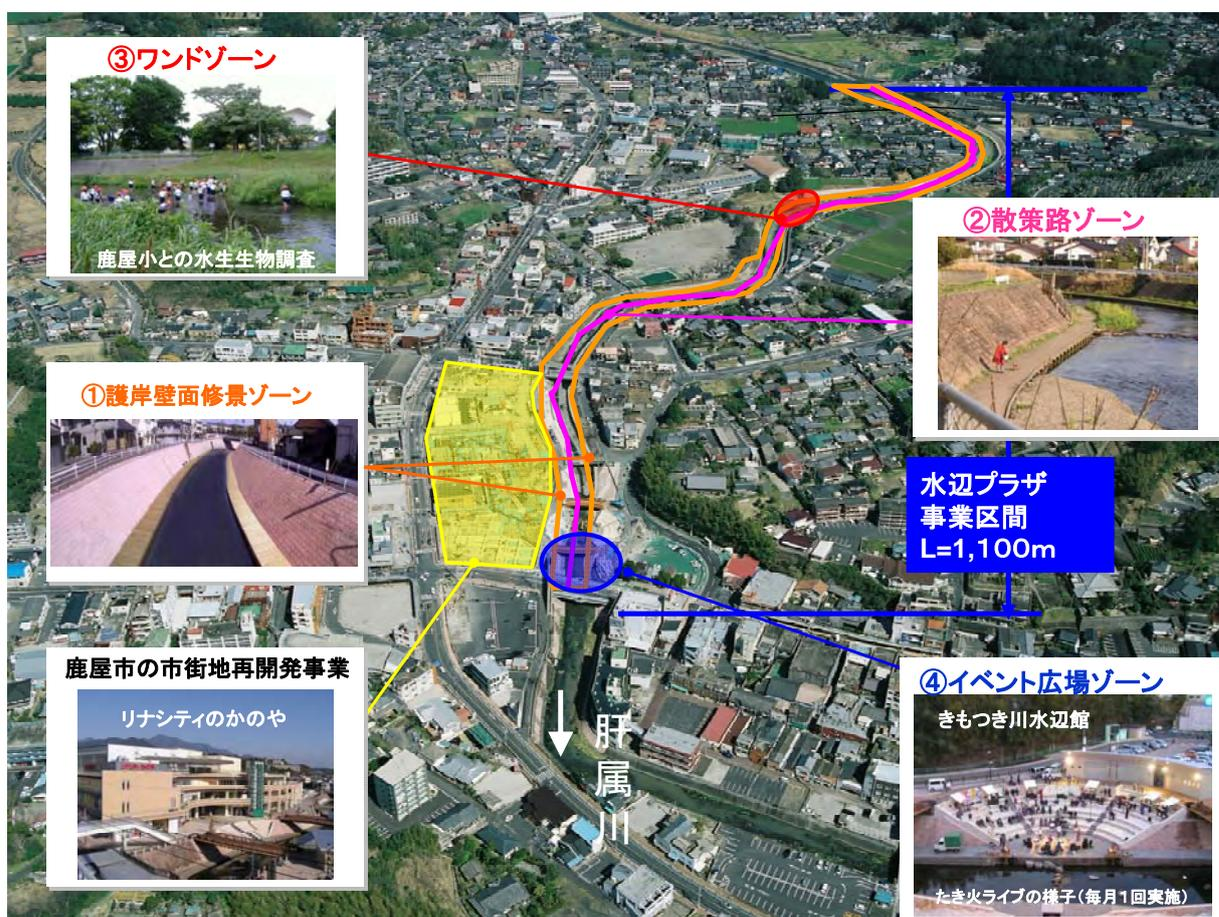 ③ワンドゾーン
鹿屋小との水生生物調査
②散策路ゾーン
①護岸壁面修景ゾーン
水辺プラザ
事業区間
L=1,100m
鹿屋市の市街地再開発事業
リナシティのかのや
肝属川
④イベント広場ゾーン
きもつき川水辺館
たき火ライブの様子(毎月1回実施)